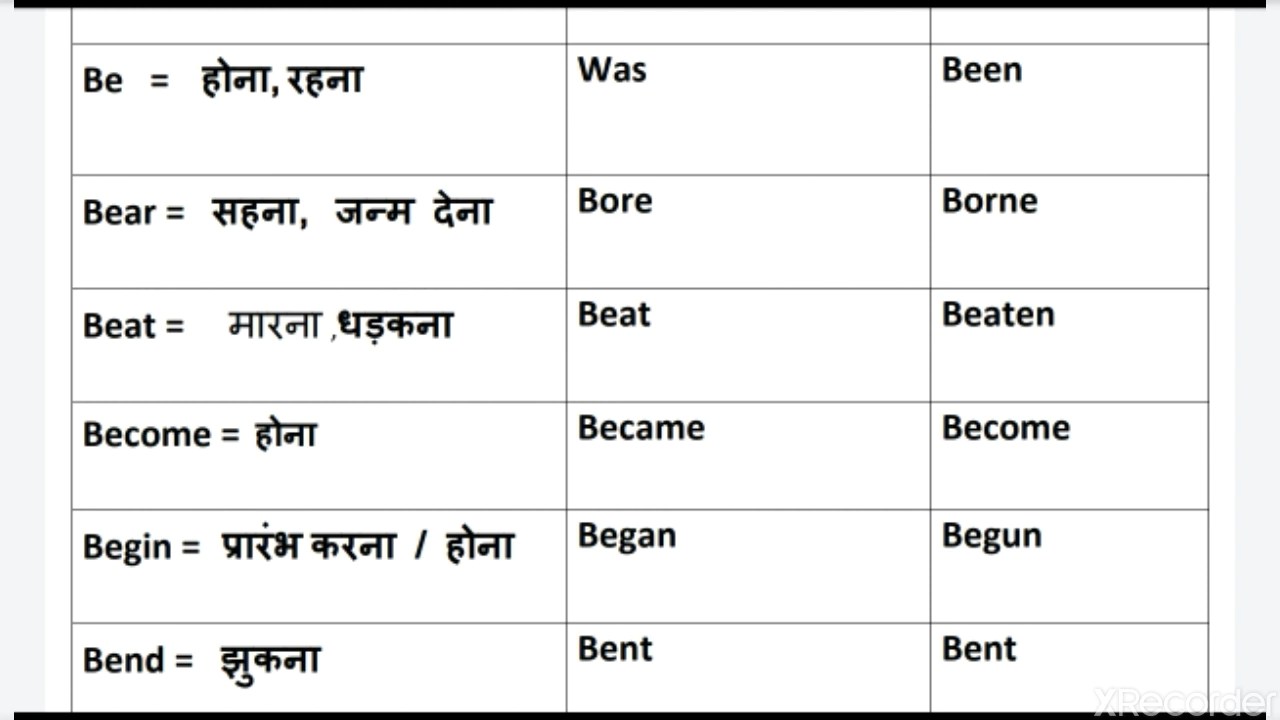 Be = होना, रहना Was Been
Bear = सहना, जन्म देना Bore Borne
Beat = मारना ,धड़कना Beat Beaten
Become = होना Became Become
Begin = प्रारंभ करना / होना Began Begun
Bend = झुकना Bent Bent
XRecorder